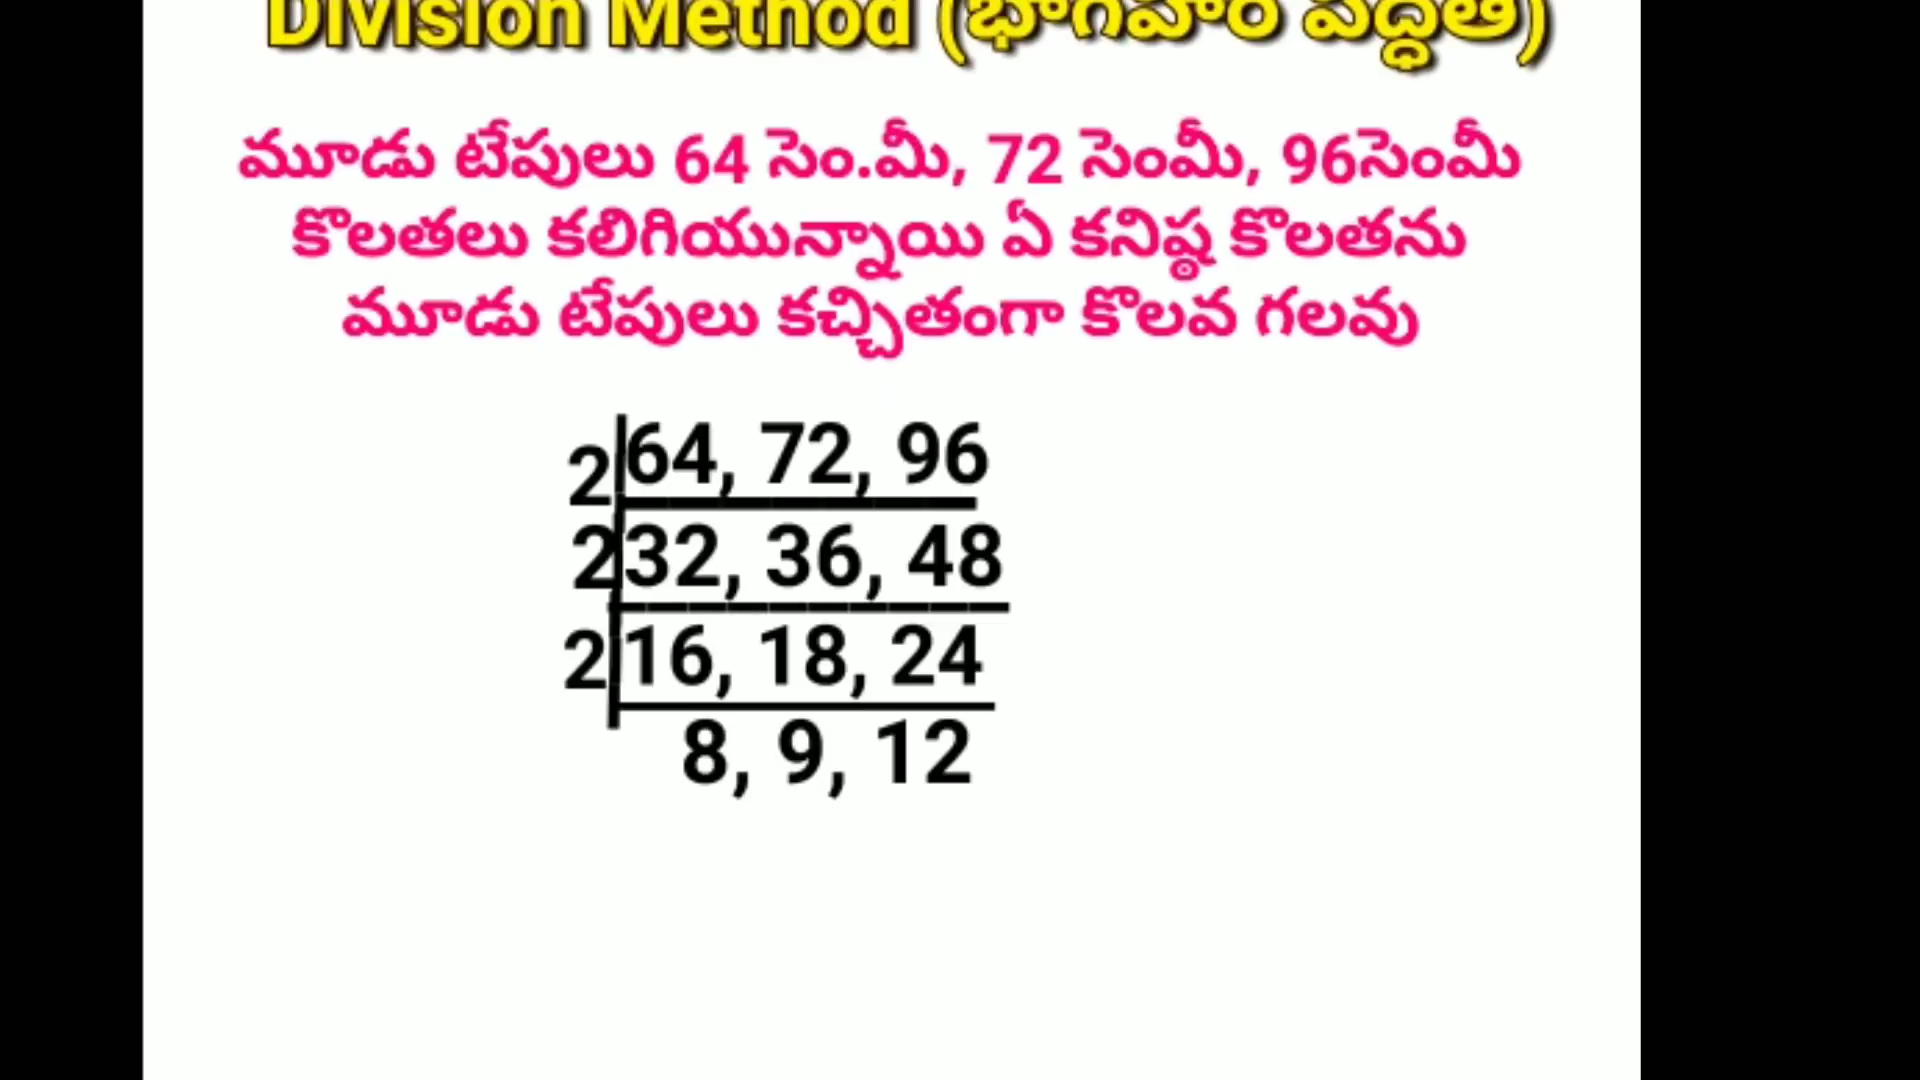 Division Method (భాగహార పద్ధతి)
మూడు టేపులు 64 సెం.మీ, 72 సెంమీ, 96సెంమీ
కొలతలు కలిగియున్నాయి ఏ కనిష్ఠ కొలతను
మూడు టేపులు కచ్చితంగా కొలవ గలవు
2 64, 72, 96
2 32, 36, 48
2 16, 18, 24
8, 9, 12